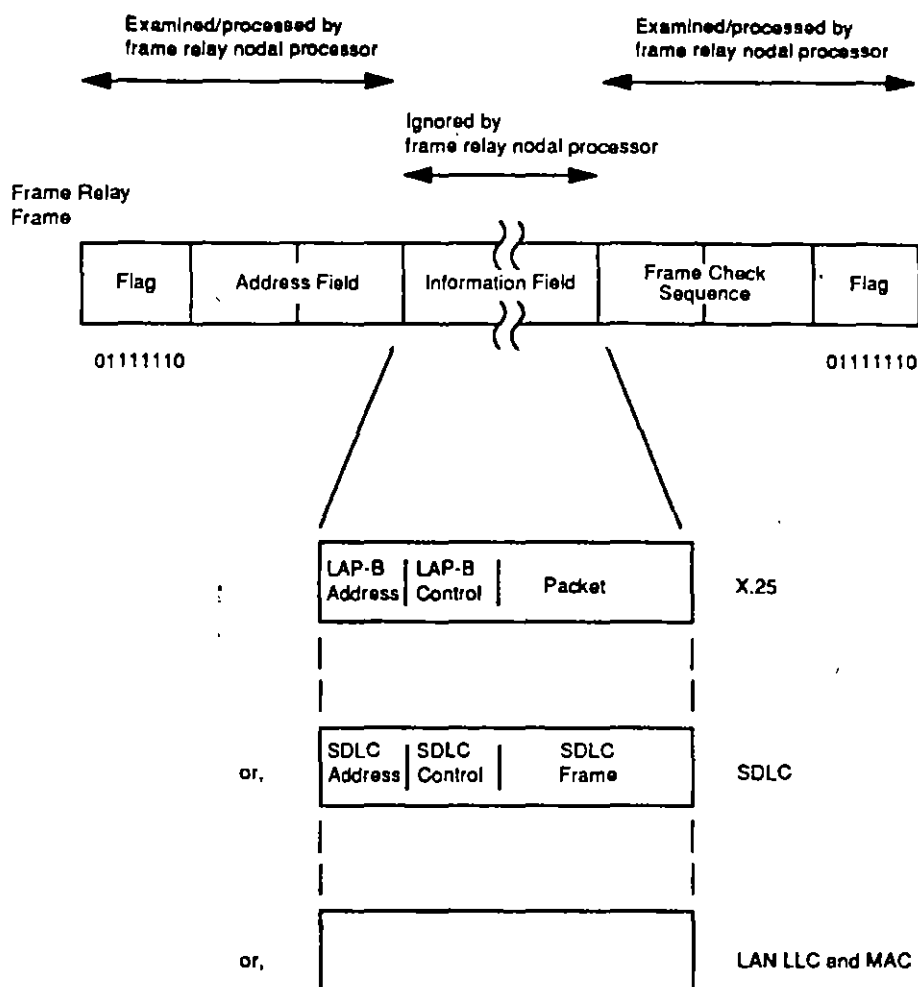 Examined/processed by
frame relay nodal processor
Examined/processed by
frame relay nodal processor
Ignored by
frame relay nodal processor
Frame Relay
Frame
Flag
Address Field
Information Field
Frame Check
Sequence
Flag
01111110
01111110
LAP-B
Address
LAP-B
Control
Packet
X.25
or,
SDLC
Address
SDLC
Control
SDLC
Frame
SDLC
or,
LAN LLC and MAC